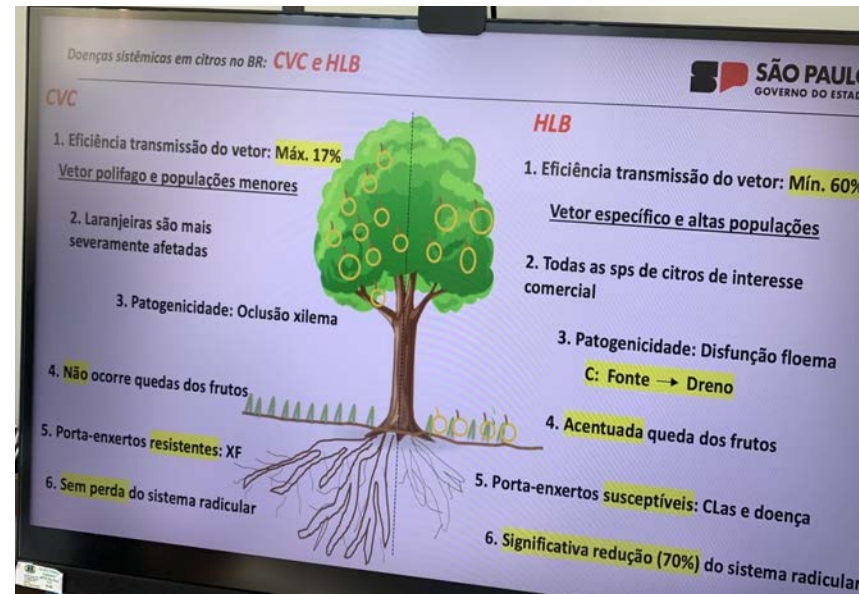 Doenças sistêmicas em citros no BR: CVC e HLB
SÃO PAULO
GOVERNO DO ESTAD
CVC
1. Eficiência transmissão do vetor: Máx. 17%
Vetor polifago e populações menores
2. Laranjeiras são mais
severamente afetadas
3. Patogenicidade: Oclusão xilema
4. Não ocorre quedas dos frutos
5. Porta-enxertos resistentes: XF
6. Sem perda do sistema radicular
HLB
1. Eficiência transmissão do vetor: Mín. 60%
Vetor específico e altas populações
2. Todas as sps de citros de interesse
comercial
3. Patogenicidade: Disfunção floema
C: Fonte → Dreno
4. Acentuada queda dos frutos
5. Porta-enxertos susceptíveis: CLas e doença
6. Significativa redução (70%) do sistema radicular